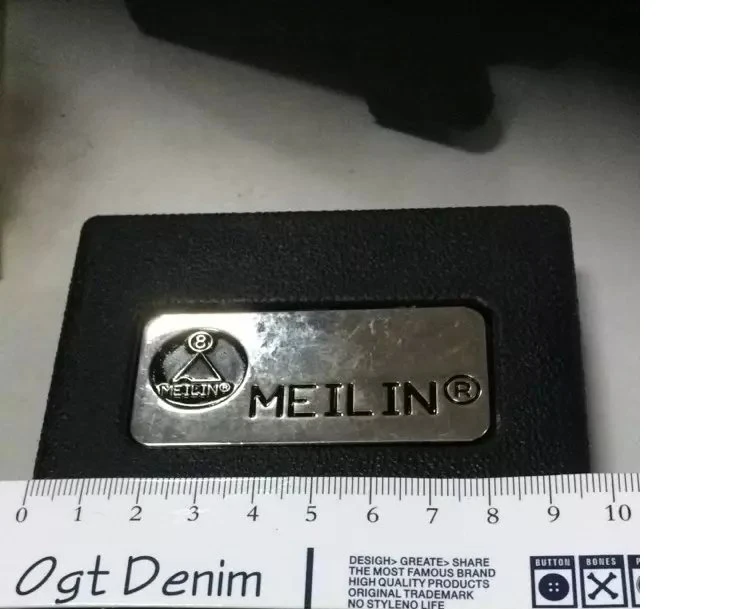 8
MEILIN®
MEILIN®
0 1 2 3 4 5 6 7 8 9 10
Ogt Denim
DESIGH> GREATE> SHARE
THE MOST FAMOUS BRAND
HIGH QUALITY PRODUCTS
ORIGINAL TRADEMARK
NO STYLENO LIFE
BUTTON
BONES